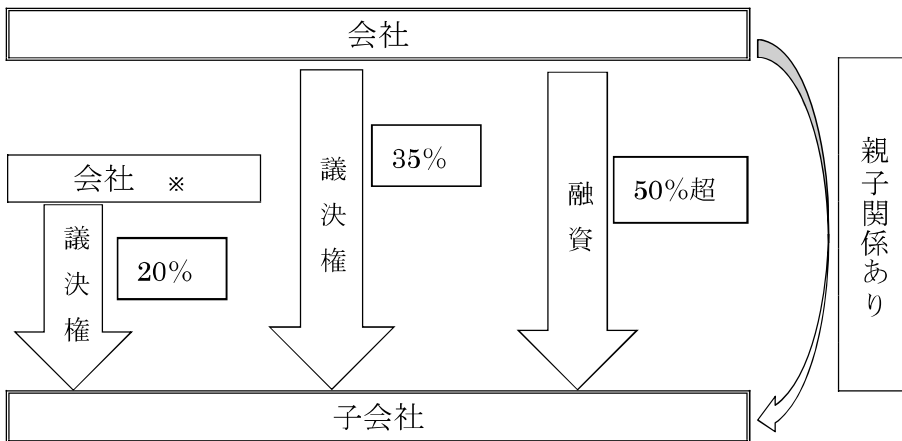 会社
会社 ※
議決権
20%
議決権
35%
融資
50%超
親子関係あり
子会社